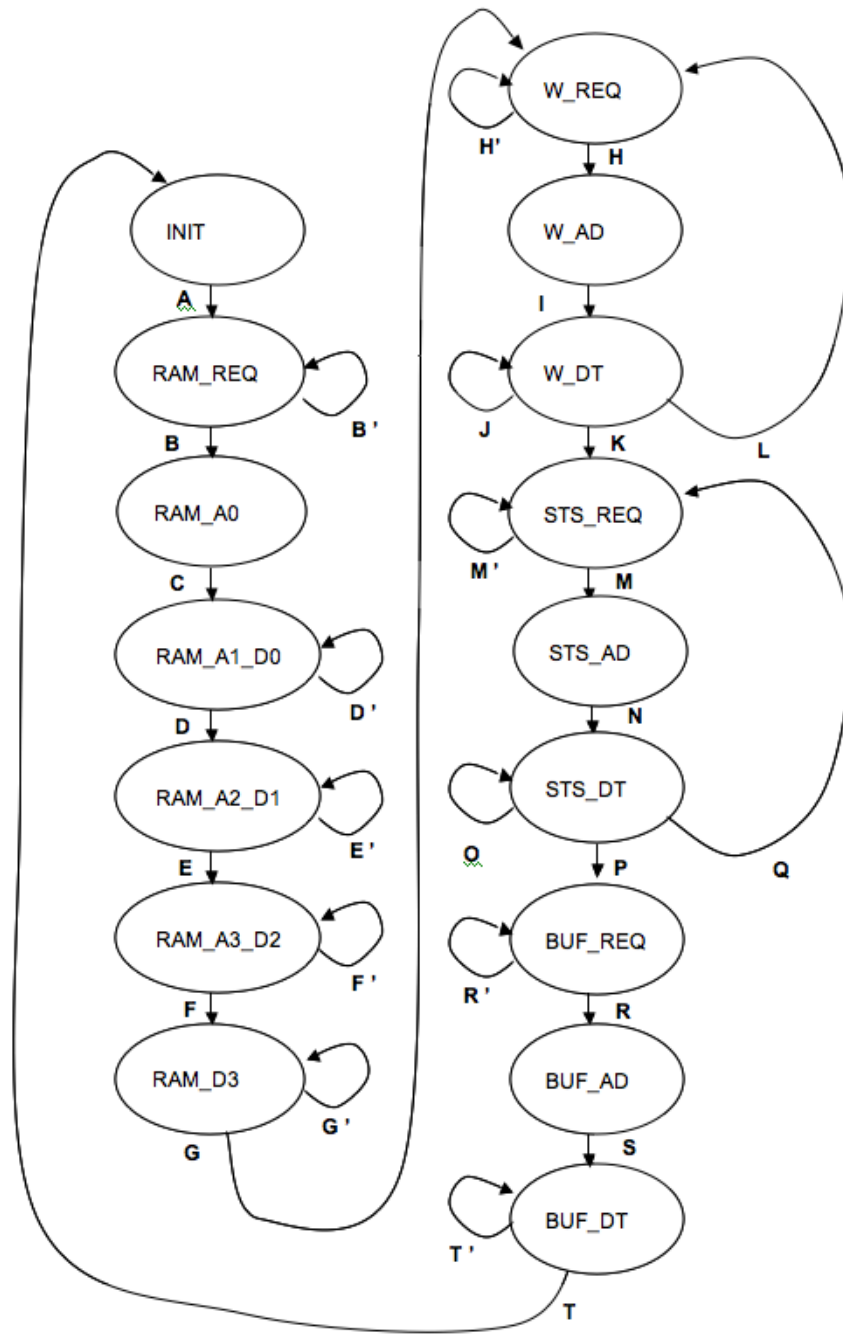 INIT
A
RAM_REQ
B '
B
RAM_A0
C
RAM_A1_D0
D '
D
RAM_A2_D1
E '
E
RAM_A3_D2
F '
F
RAM_D3
G '
G
W_REQ
H'
H
W_AD
I
W_DT
J
K
L
STS_REQ
M '
M
STS_AD
N
STS_DT
O
P
Q
BUF_REQ
R '
R
BUF_AD
S
BUF_DT
T '
T